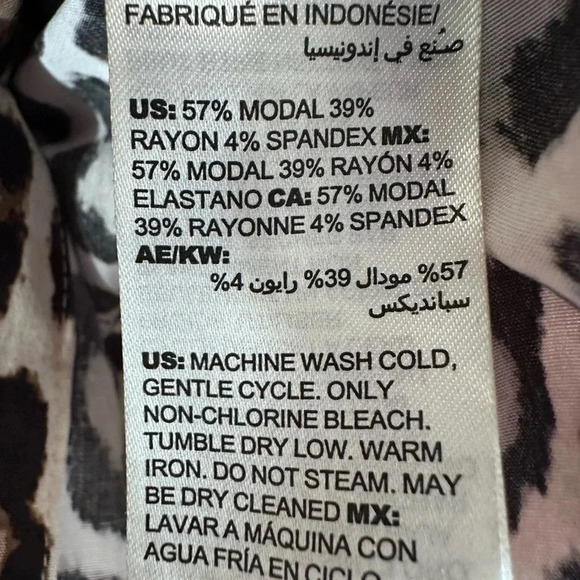 FABRIQUÉ EN INDONÉSIE/
صُنع في إندونيسيا
US: 57% MODAL 39%
RAYON 4% SPANDEX MX:
57% MODAL 39% RAYÓN 4%
ELASTANO CA: 57% MODAL
39% RAYONNE 4% SPANDEX
AE/KW:
57% مودال 39% رايون 4%
سبانديكس
US: MACHINE WASH COLD,
GENTLE CYCLE. ONLY
NON-CHLORINE BLEACH.
TUMBLE DRY LOW. WARM
IRON. DO NOT STEAM. MAY
BE DRY CLEANED MX:
LAVAR A MÁQUINA CON
AGUA FRÍA EN CICLO